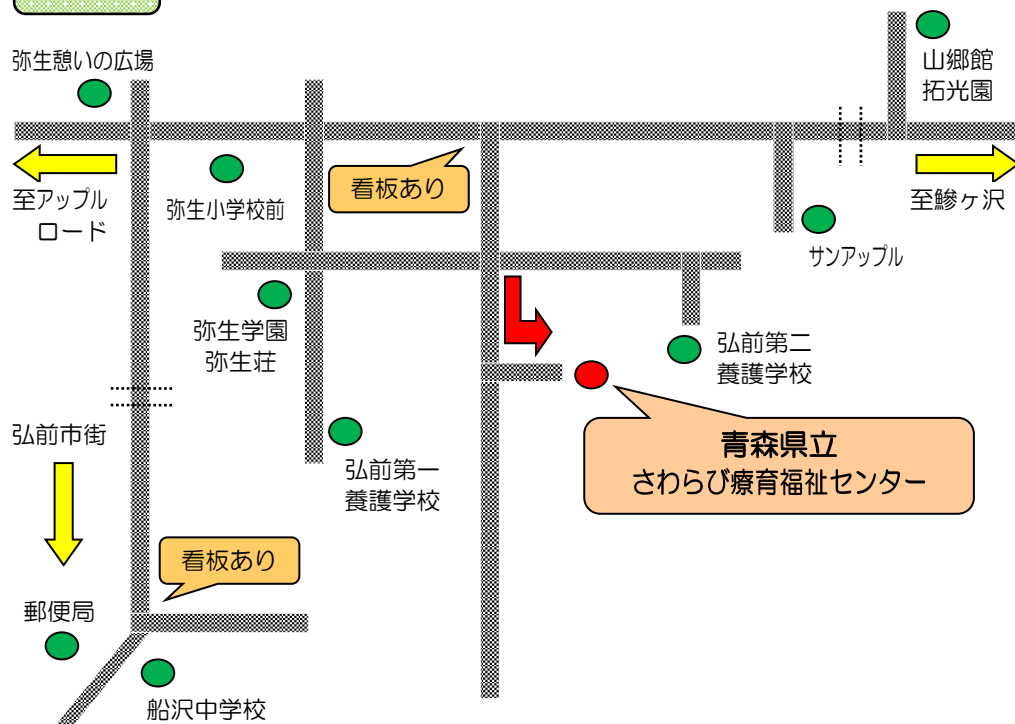 弥生憩いの広場
山郷館
拓光園
至アップル
ロード
弥生小学校前
看板あり
至鰺ヶ沢
サンアップル
弥生学園
弥生荘
弘前第二
養護学校
弘前市街
弘前第一
養護学校
青森県立
さわらび療育福祉センター
看板あり
郵便局
船沢中学校